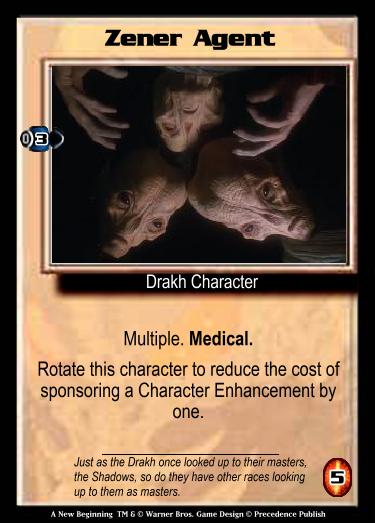 Zener Agent
0 3
Drakh Character
Multiple. Medical.
Rotate this character to reduce the cost of
sponsoring a Character Enhancement by
one.
Just as the Drakh once looked up to their masters,
the Shadows, so do they have other races looking
up to them as masters.
5
A New Beginning TM & © Warner Bros. Game Design © Precedence Publish